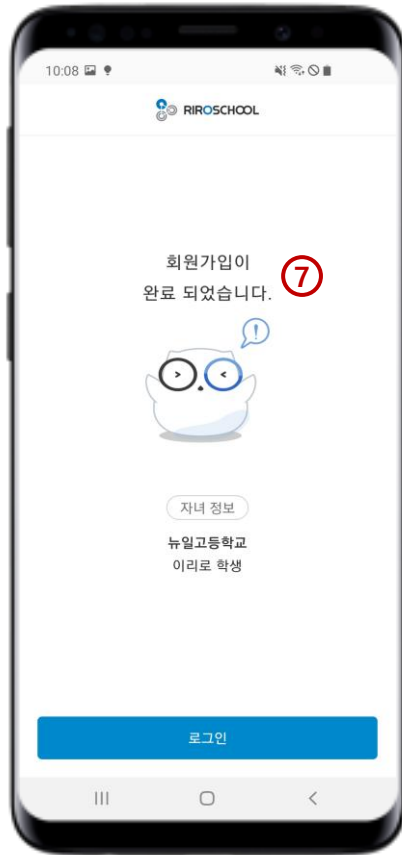 10:08
RIROSCHOOL
회원가입이
완료 되었습니다.
⑦
!
자녀 정보
뉴일고등학교
이리로 학생
로그인